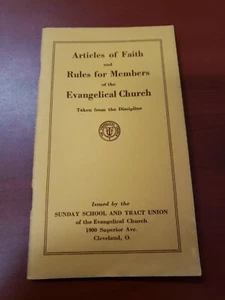 Articles of Faith
and
Rules for Members
of the
Evangelical Church
Taken from the Discipline
Issued by the
SUNDAY SCHOOL AND TRACT UNION
of the Evangelical Church
1900 Superior Ave.
Cleveland, O.